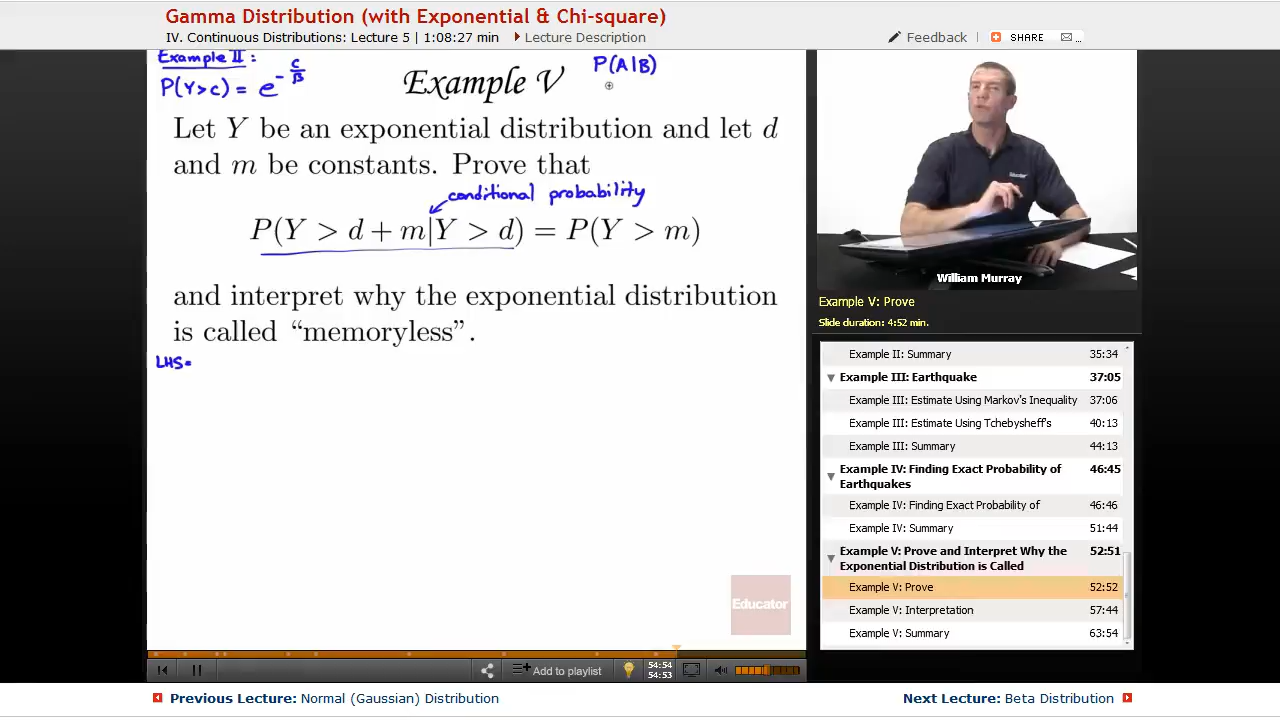 Gamma Distribution (with Exponential & Chi-square)
IV. Continuous Distributions: Lecture 5 | 1:08:27 min
Lecture Description
Feedback
SHARE
Example II:
P(Y>c) = e^{-c/β}
Example V
P(A|B)
Let Y be an exponential distribution and let d
and m be constants. Prove that
conditional probability
P(Y > d + m|Y > d) = P(Y > m)
and interpret why the exponential distribution
is called “memoryless”.
LHS=
Educator
Educator
William Murray
Example V: Prove
Slide duration: 4:52 min.
Example II: Summary 35:34
Example III: Earthquake 37:05
Example III: Estimate Using Markov's Inequality 37:06
Example III: Estimate Using Tchebysheff's 40:13
Example III: Summary 44:13
Example IV: Finding Exact Probability of
Earthquakes 46:45
Example IV: Finding Exact Probability of 46:46
Example IV: Summary 51:44
Example V: Prove and Interpret Why the
Exponential Distribution is Called 52:51
Example V: Prove 52:52
Example V: Interpretation 57:44
Example V: Summary 63:54
Add to playlist
54:54
54:53
Previous Lecture: Normal (Gaussian) Distribution
Next Lecture: Beta Distribution